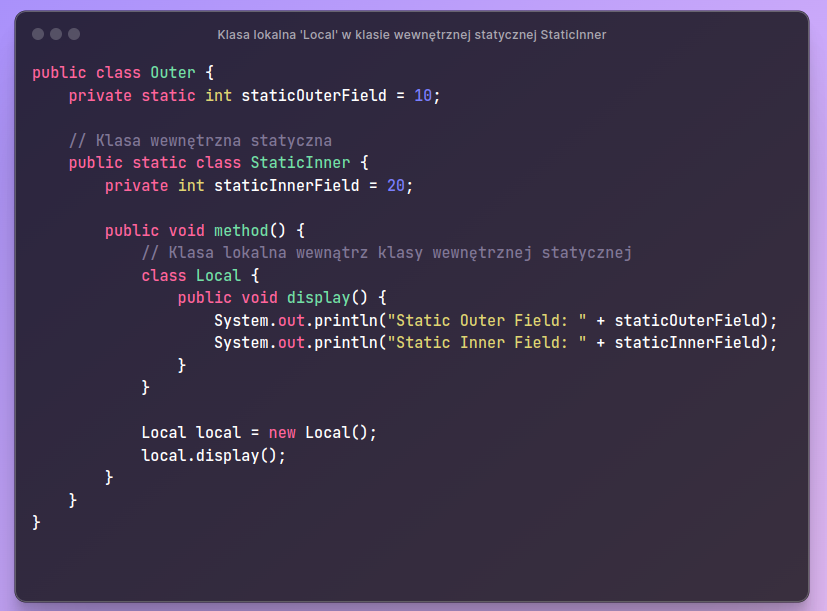 Klasa lokalna 'Local' w klasie wewnętrznej statycznej StaticInner
public class Outer {
    private static int staticOuterField = 10;

    // Klasa wewnętrzna statyczna
    public static class StaticInner {
        private int staticInnerField = 20;

        public void method() {
            // Klasa lokalna wewnątrz klasy wewnętrznej statycznej
            class Local {
                public void display() {
                    System.out.println("Static Outer Field: " + staticOuterField);
                    System.out.println("Static Inner Field: " + staticInnerField);
                }
            }

            Local local = new Local();
            local.display();
        }
    }
}